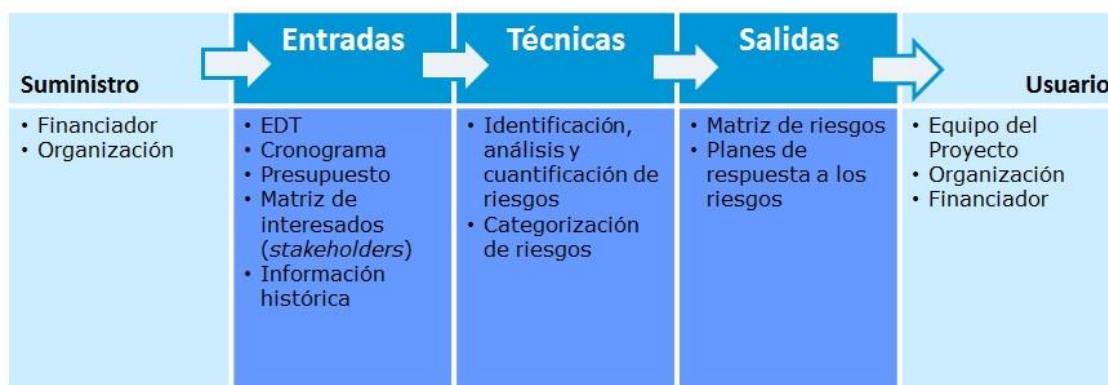 Suministro
Entradas
Técnicas
Salidas
Usuario
• Financiador
• Organización
• EDT
• Cronograma
• Presupuesto
• Matriz de
interesados
(stakeholders)
• Información
histórica
• Identificación,
análisis y
cuantificación de
riesgos
• Categorización
de riesgos
• Matriz de riesgos
• Planes de
respuesta a los
riesgos
• Equipo del
Proyecto
• Organización
• Financiador